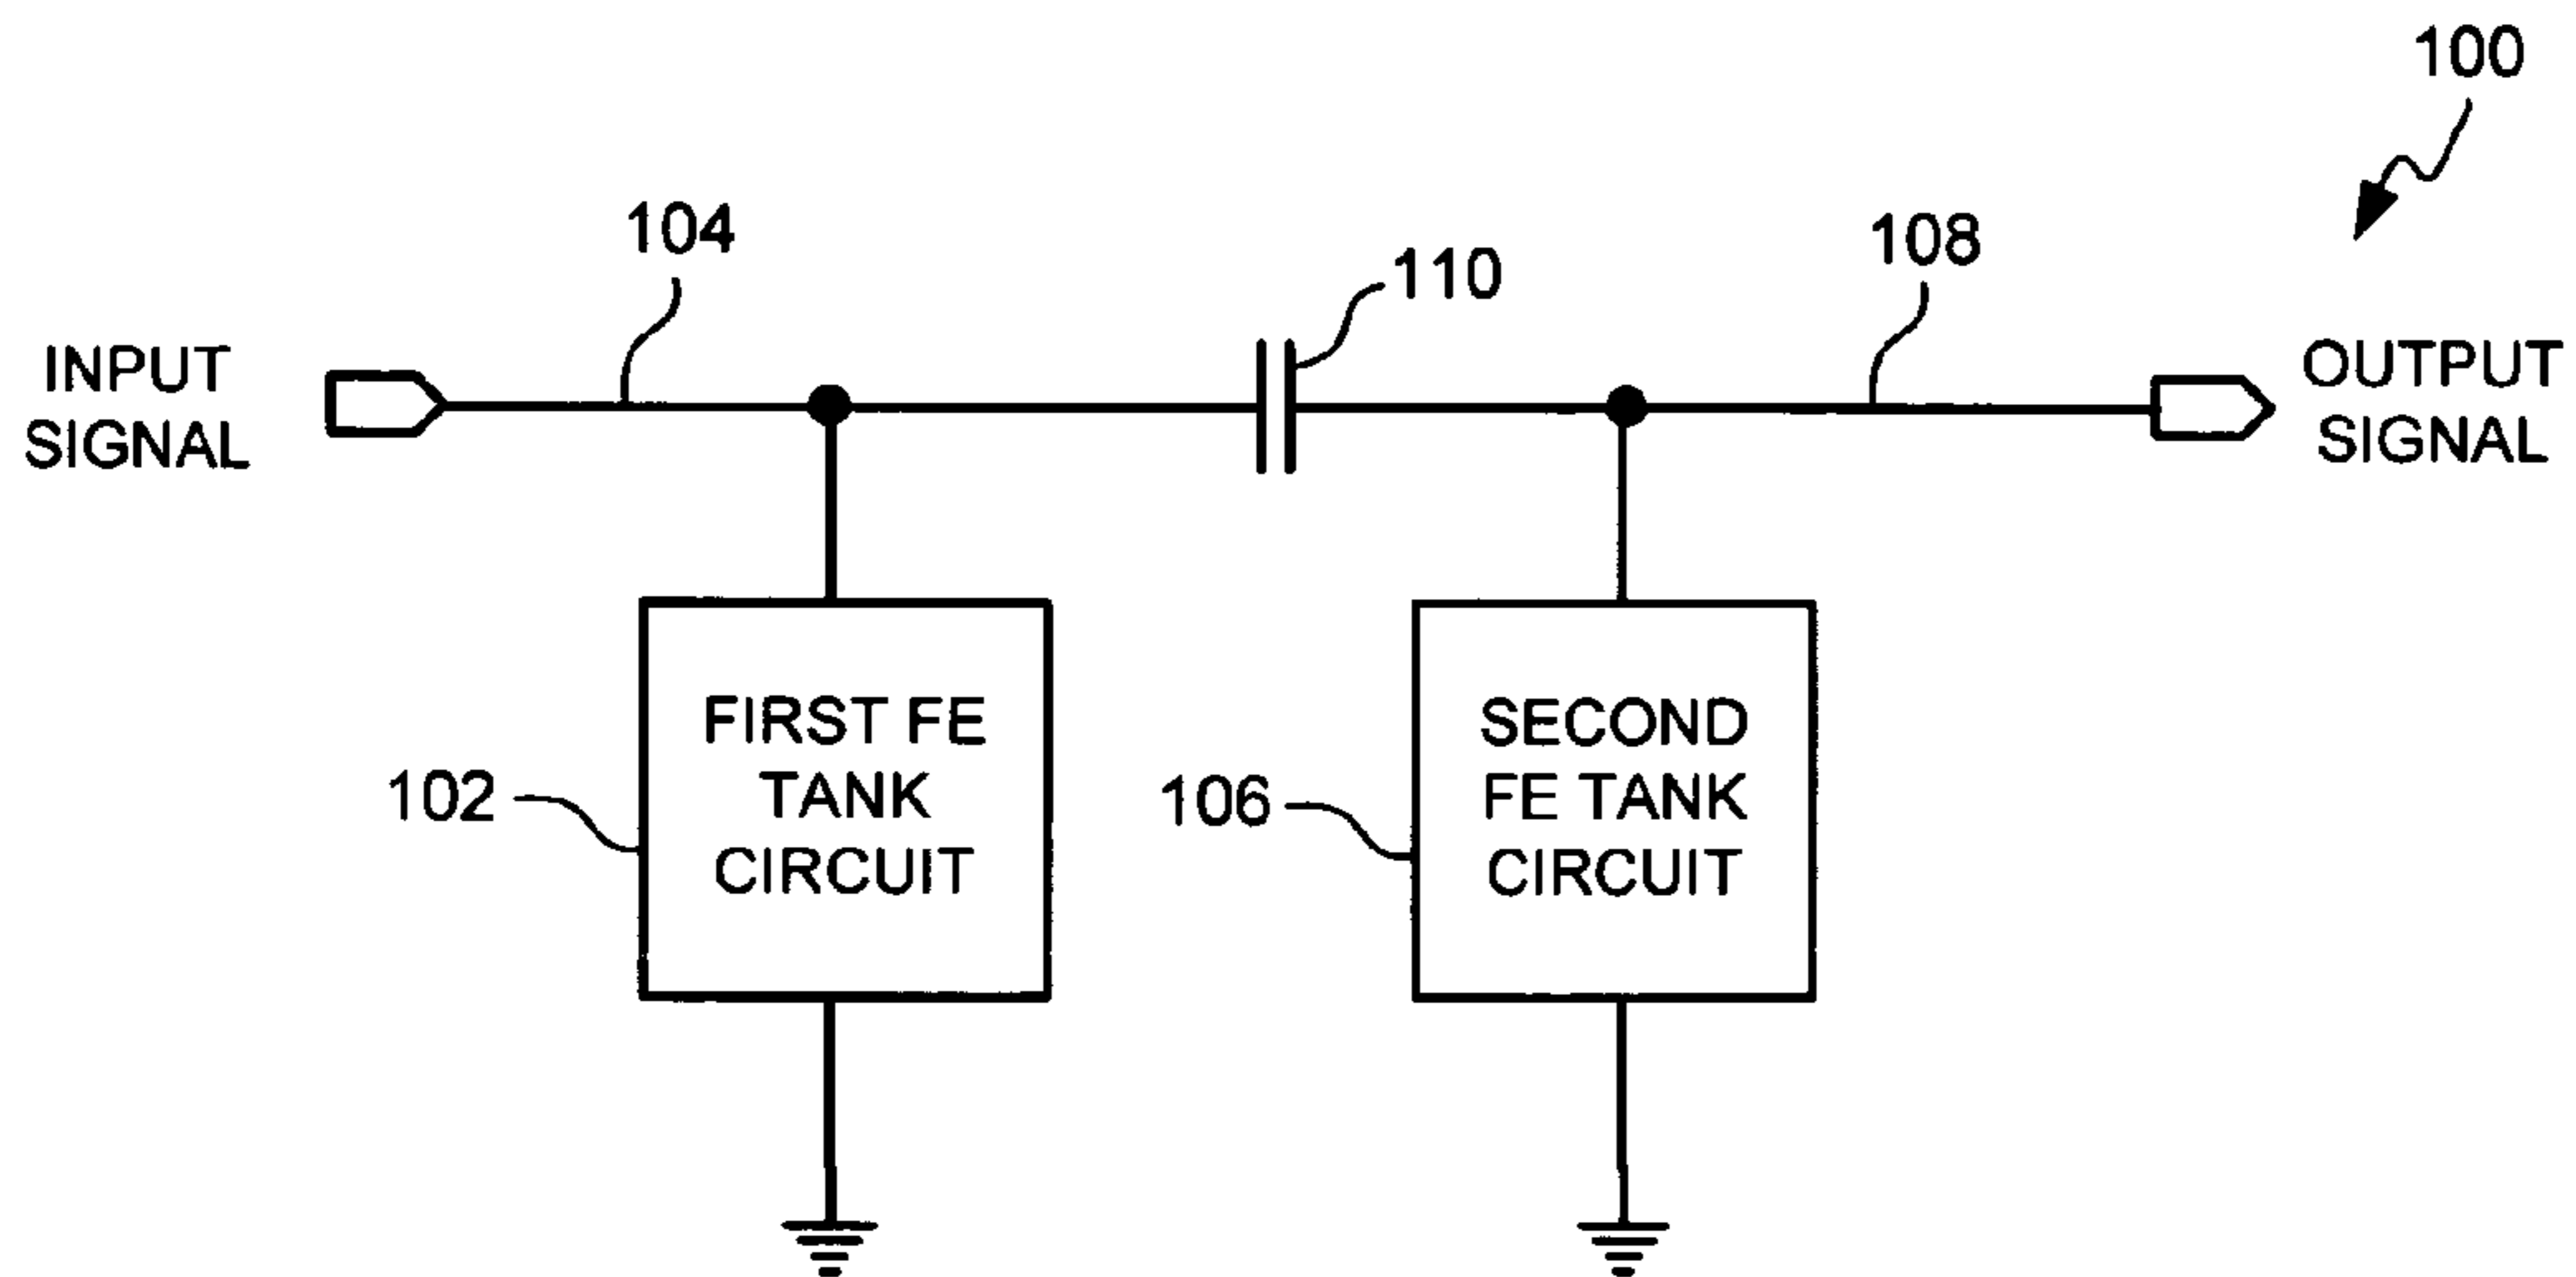 100
104
110
108
INPUT
SIGNAL
OUTPUT
SIGNAL
FIRST FE
TANK
CIRCUIT
102
SECOND
FE TANK
CIRCUIT
106